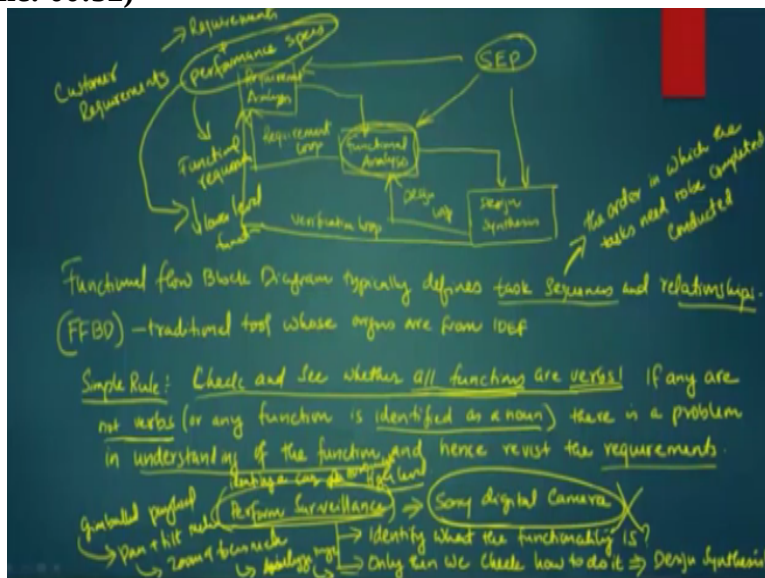 → Requirements
performance specs
SEP
Customer
Requirements
Requirement
Analysis
Functional
requirements
Requirement
Loop
Functional
Analysis
Design
Loop
Design
Synthesis
lower level
funct
verification loop
the order in which the
tasks need to be completed
conducted
Functional flow Block Diagram typically defines task sequences and relationships.
(FFBD) – traditional tool whose origins are from IDEF
Simple Rule: Check and see whether all functions are verbs! If any are
not verbs (or any function is identified as a noun) there is a problem
in understanding of the function and hence revist the requirements.
high level
Perform Surveillance ⇒ Sony digital Camera X
gimballed payload
→ Pan + tilt
→ Identify what the functionality is?
→ Only then we check how to do it ⇒ Design Synthesis